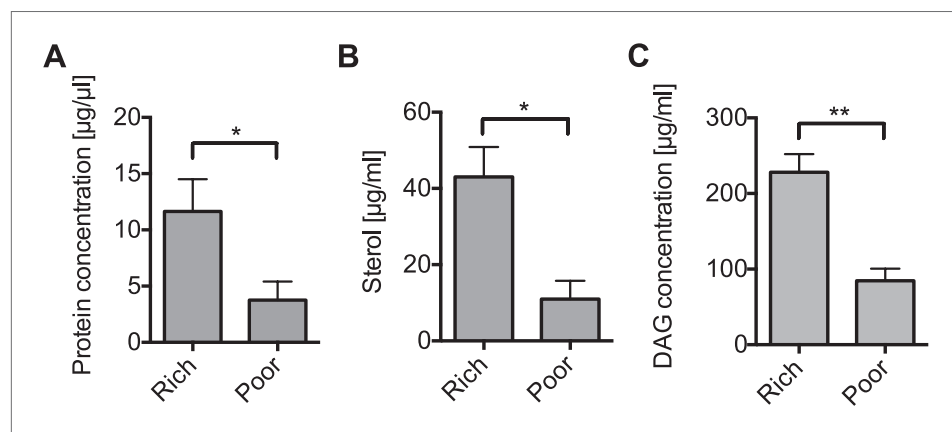 A
Protein concentration [µg/µl]
20
15
10
5
0
*
Rich
Poor
B
Sterol [µg/ml]
60
40
20
0
*
Rich
Poor
C
DAG concentration [µg/ml]
300
200
100
0
**
Rich
Poor